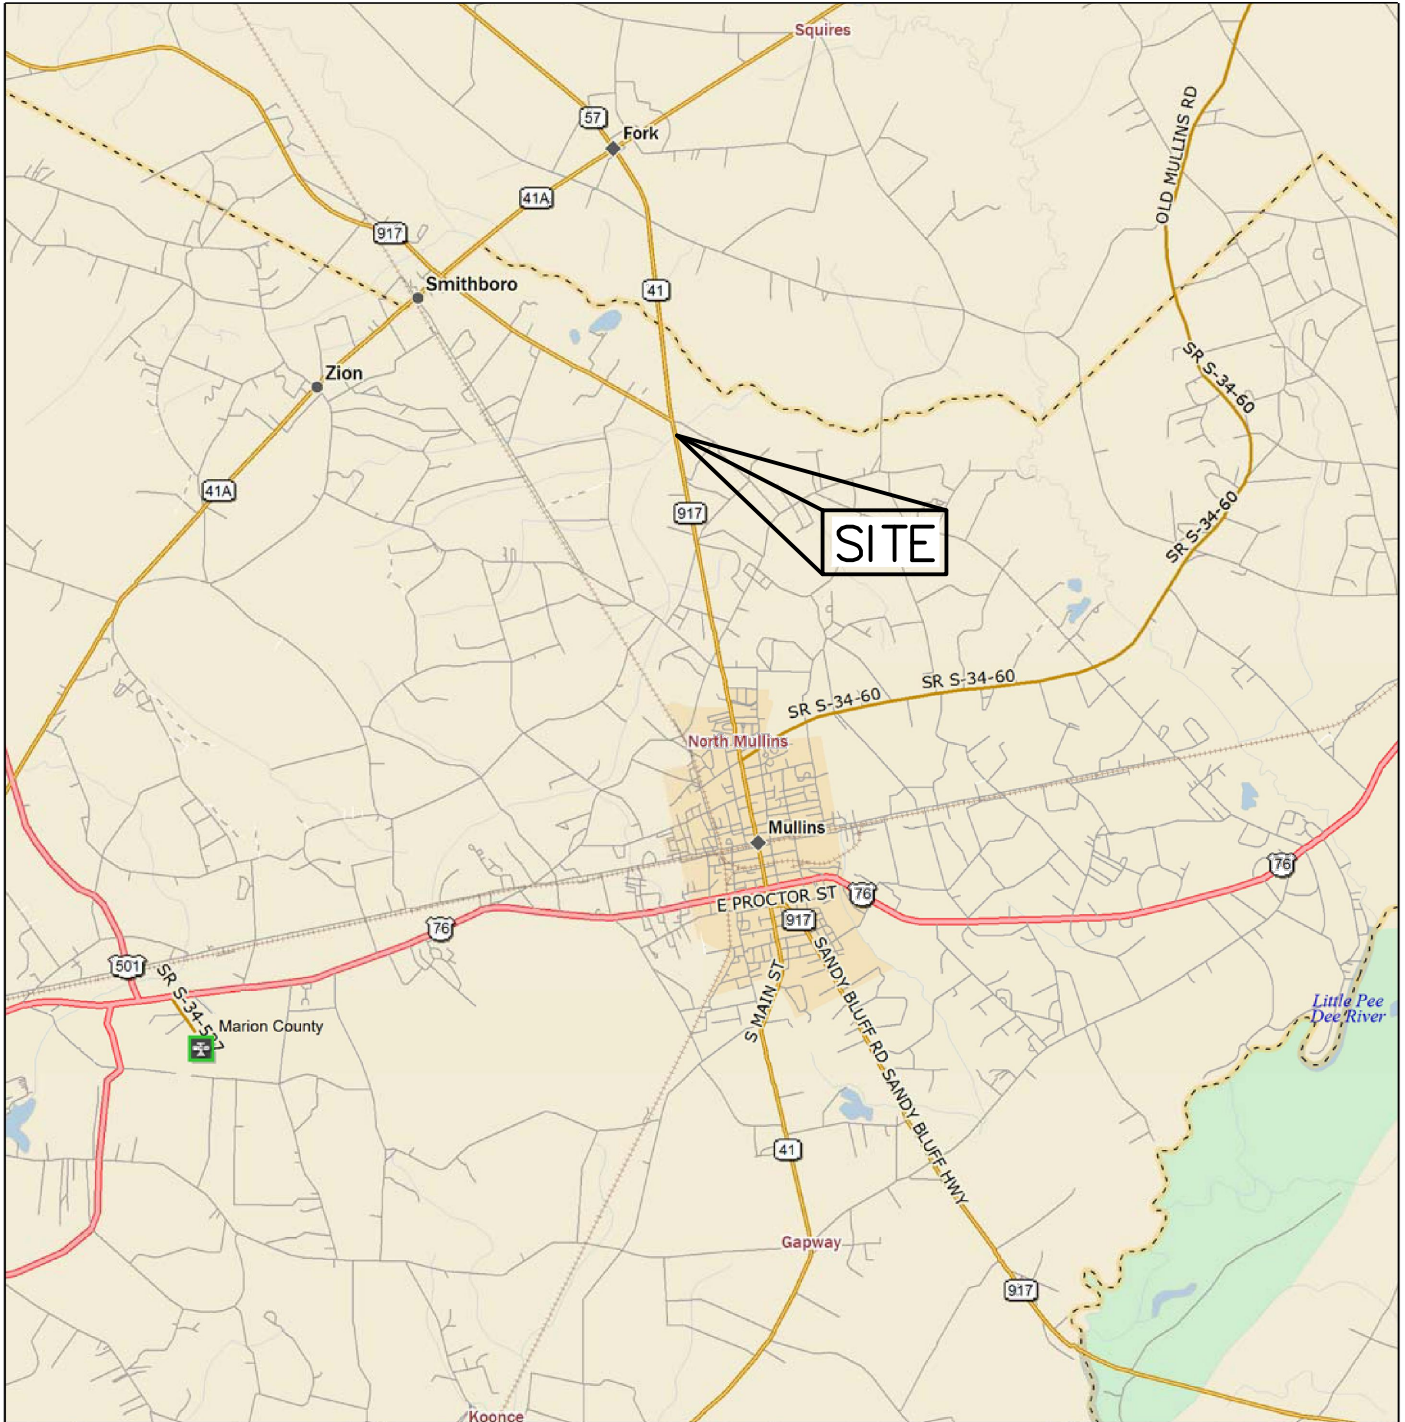 Squires
57
Fork
OLD MULLINS RD
41A
917
Smithboro
41
SR S-34-60
Zion
41A
917
SITE
SR S-34-60
SR S-34-60
SR S-34-60
North Mullins
Mullins
76
E PROCTOR ST
76
76
917
501
SR S-34-527
Marion County
S MAIN ST
SANDY BLUFF RD
SANDY BLUFF HWY
Little Pee
Dee River
41
Gapway
917
Koonce